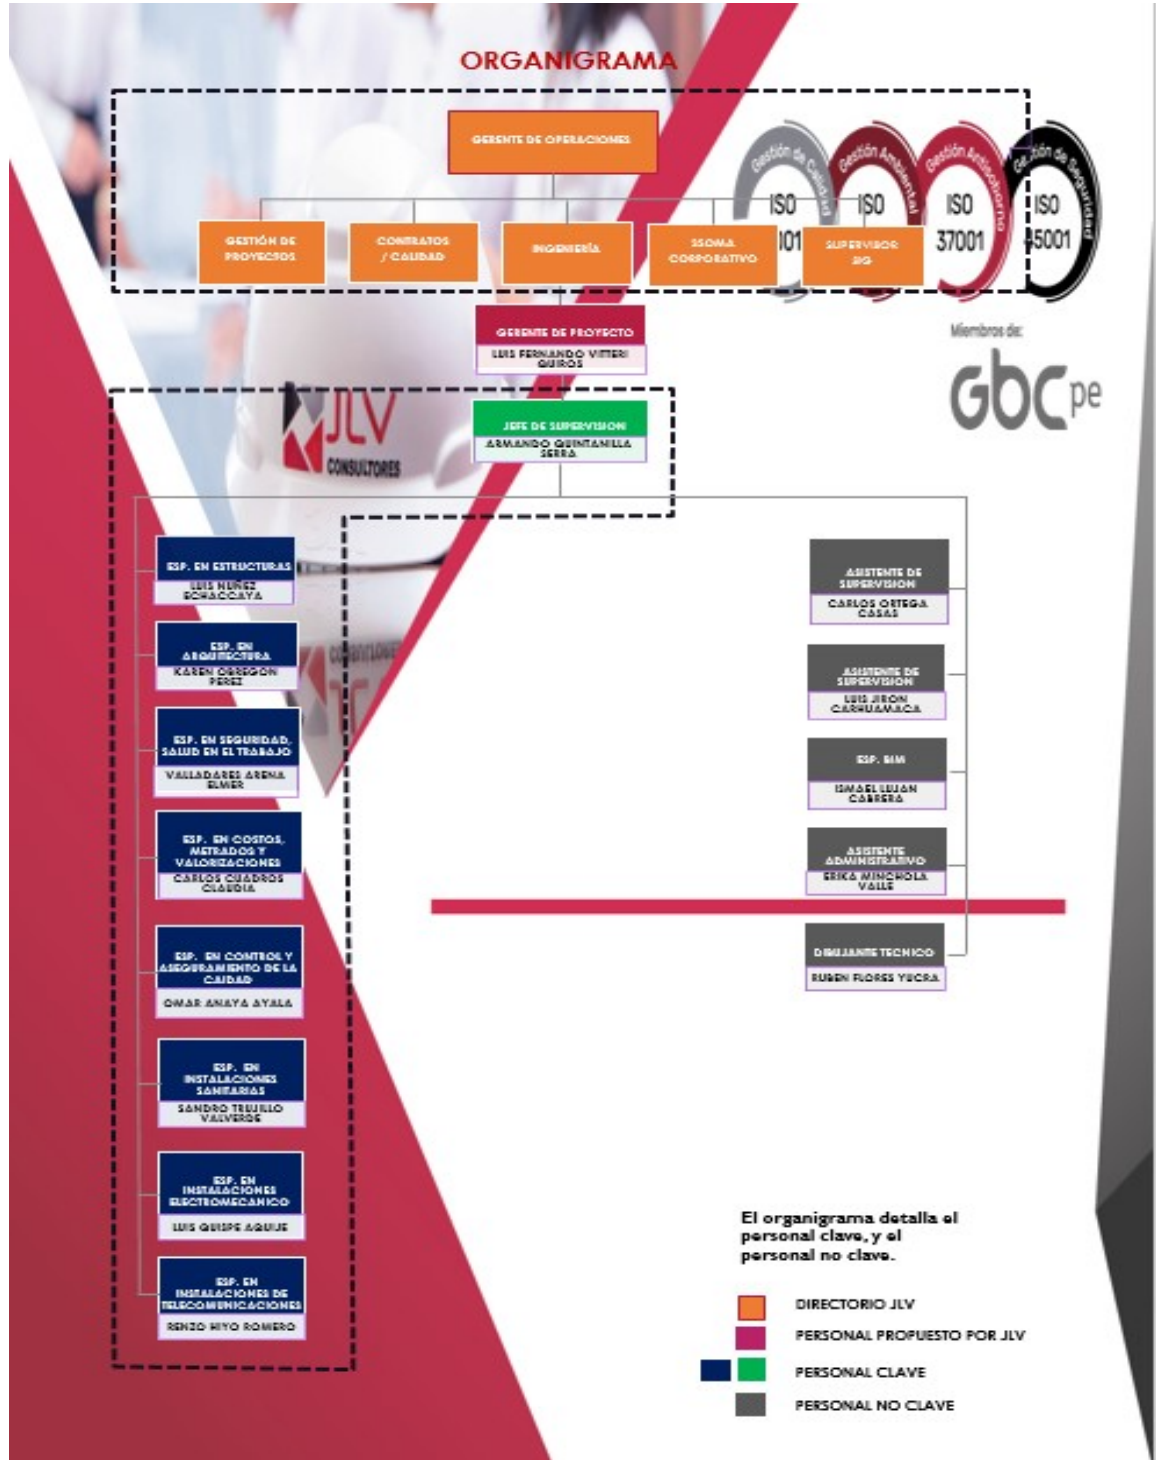 ORGANIGRAMA
GERENTE DE OPERACIONES
GESTIÓN DE
PROYECTOS
CONTRATOS
/ CALIDAD
INGENIERÍA
SSOMA
CORPORATIVO
SUPERVISOR
SIG
Gestión de Calidad
ISO
001
Gestión Ambiental
ISO
Gestión Antisoborno
ISO
37001
Gestión de Seguridad
ISO
45001
Miembros de:
GBC pe
GERENTE DE PROYECTO
LUIS FERNANDO VITTERI
QUIROS
JEFE DE SUPERVISION
ARMANDO QUINTANILLA
SERRA
JLV
CONSULTORES
ESP. EN ESTRUCTURAS
LUIS NUÑEZ
ECHACCAYA
ESP. EN
ARQUITECTURA
KAREN OBREGON
PEREZ
ESP. EN SEGURIDAD,
SALUD EN EL TRABAJO
VALLADARES ARENA
ELMER
ESP. EN COSTOS,
METRADOS Y
VALORIZACIONES
CARLOS CUADROS
CLAUDIA
ESP. EN CONTROL Y
ASEGURAMIENTO DE LA
CAIDAD
OMAR ANAYA AYALA
ESP. EN
INSTALACIONES
SANITARIAS
SANDRO TRUJILLO
VALVERDE
ESP. EN
INSTALACIONES
ELECTROMECANICO
LUIS QUISPE AQUIJE
ESP. EN
INSTALACIONES DE
TELECOMUNICACIONES
RENZO HIYO ROMERO
ASISTENTE DE
SUPERVISION
CARLOS ORTEGA
CASAS
ASISTENTE DE
SUPERVISION
LUIS JIRON
CARHUAMACA
ESP. BIM
ISMAEL LUJAN
CABRERA
ASISTENTE
ADMINISTRATIVO
ERIKA MINCHOLA
VALLE
DIBUJANTE TECNICO
RUBEN FLORES YUCRA
El organigrama detalla el
personal clave, y el
personal no clave.
DIRECTORIO JLV
PERSONAL PROPUESTO POR JLV
PERSONAL CLAVE
PERSONAL NO CLAVE